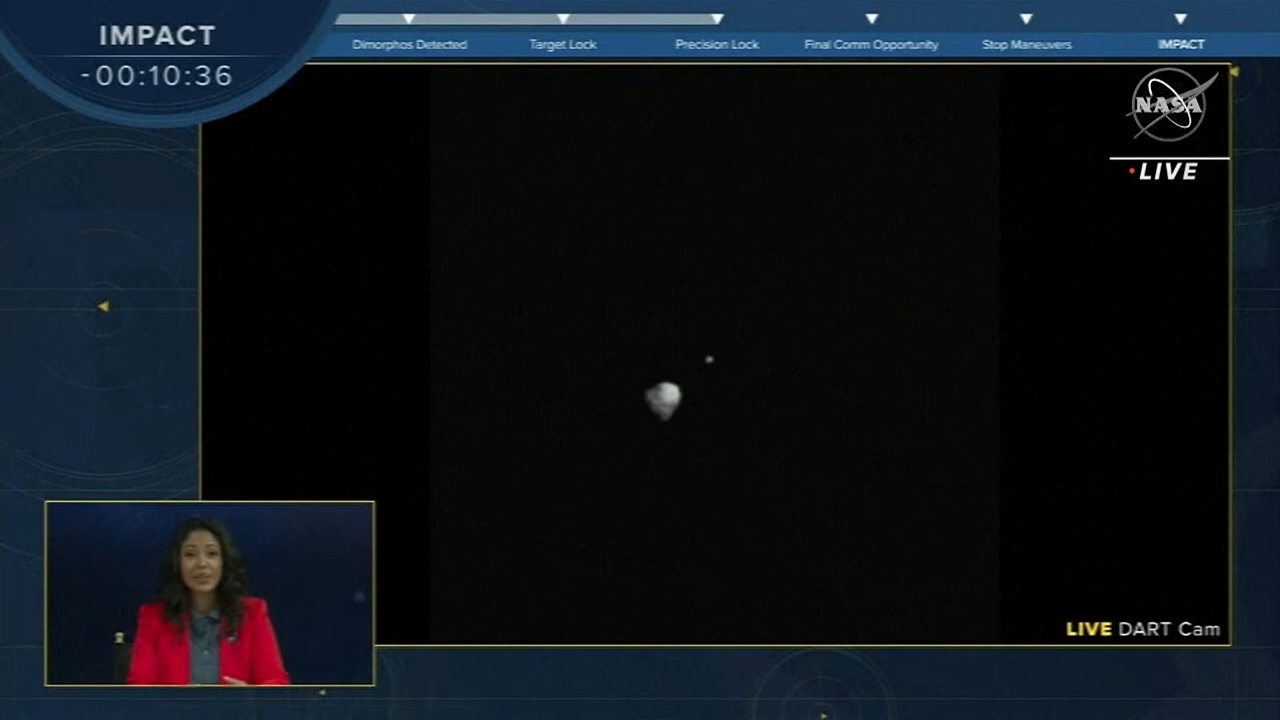 IMPACT
-00:10:36
Dimorphos Detected
Target Lock
Precision Lock
Final Comm Opportunity
Stop Maneuvers
IMPACT
NASA
LIVE
LIVE DART Cam